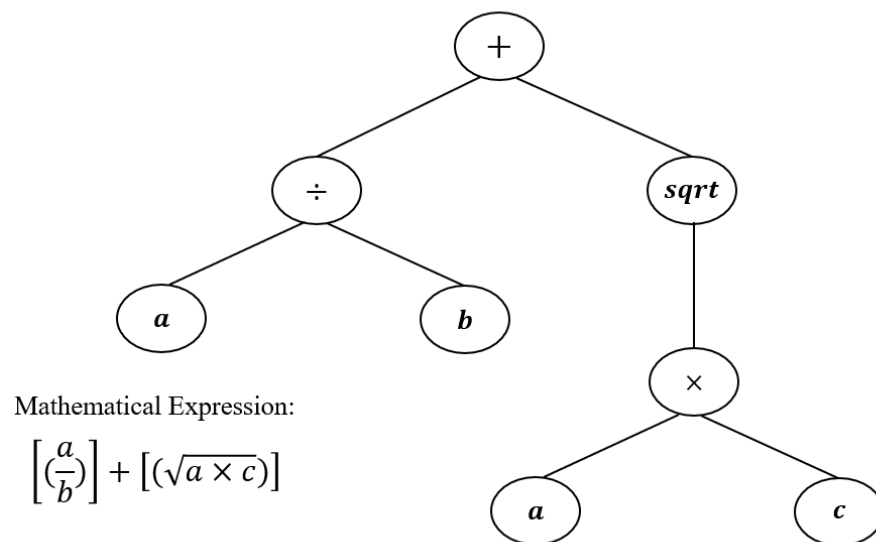 +
÷
sqrt
a
b
×
a
c
Mathematical Expression:
[(a/b)] + [(√a × c)]